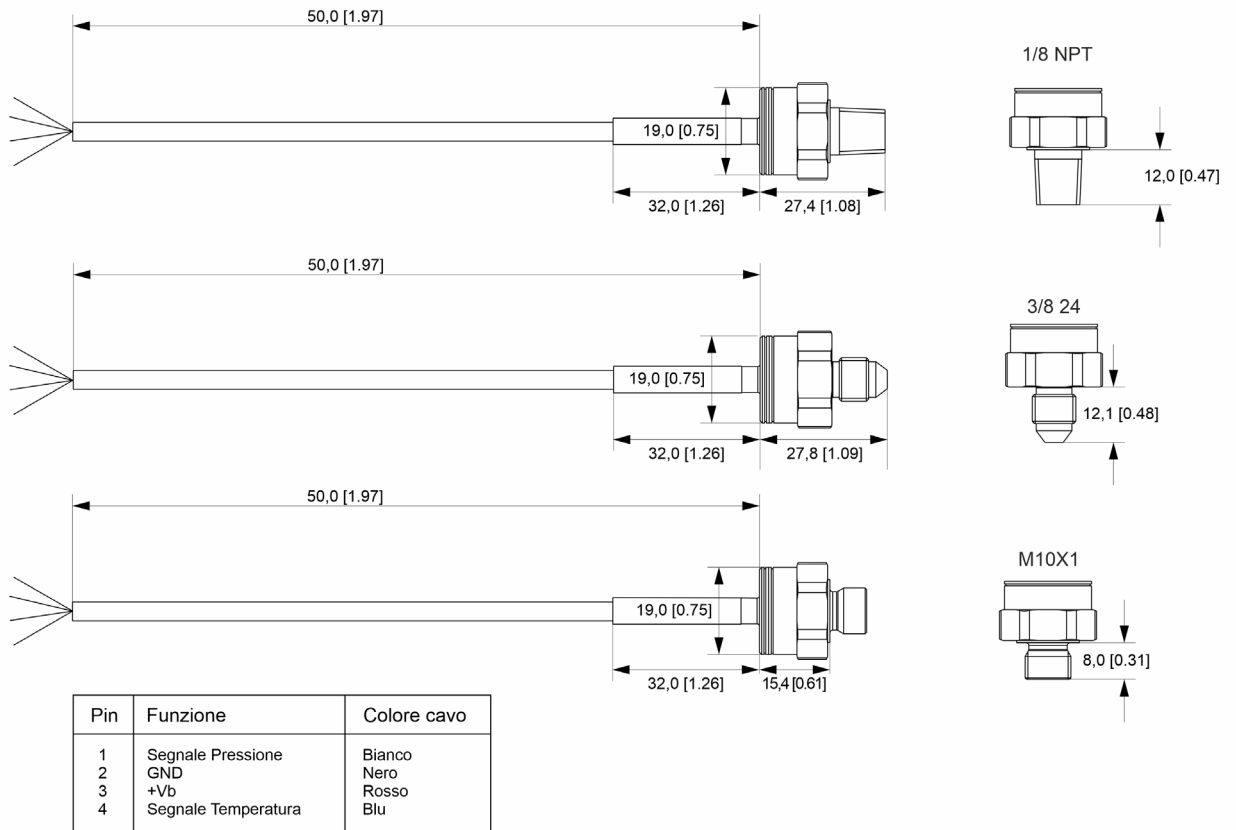 50,0 [1.97]
1/8 NPT
19,0 [0.75]
12,0 [0.47]
32,0 [1.26]
27,4 [1.08]
50,0 [1.97]
3/8 24
19,0 [0.75]
12,1 [0.48]
32,0 [1.26]
27,8 [1.09]
50,0 [1.97]
M10X1
19,0 [0.75]
8,0 [0.31]
32,0 [1.26]
15,4 [0.61]
Pin Funzione Colore cavo
1 Segnale Pressione Bianco
2 GND Nero
3 +Vb Rosso
4 Segnale Temperatura Blu